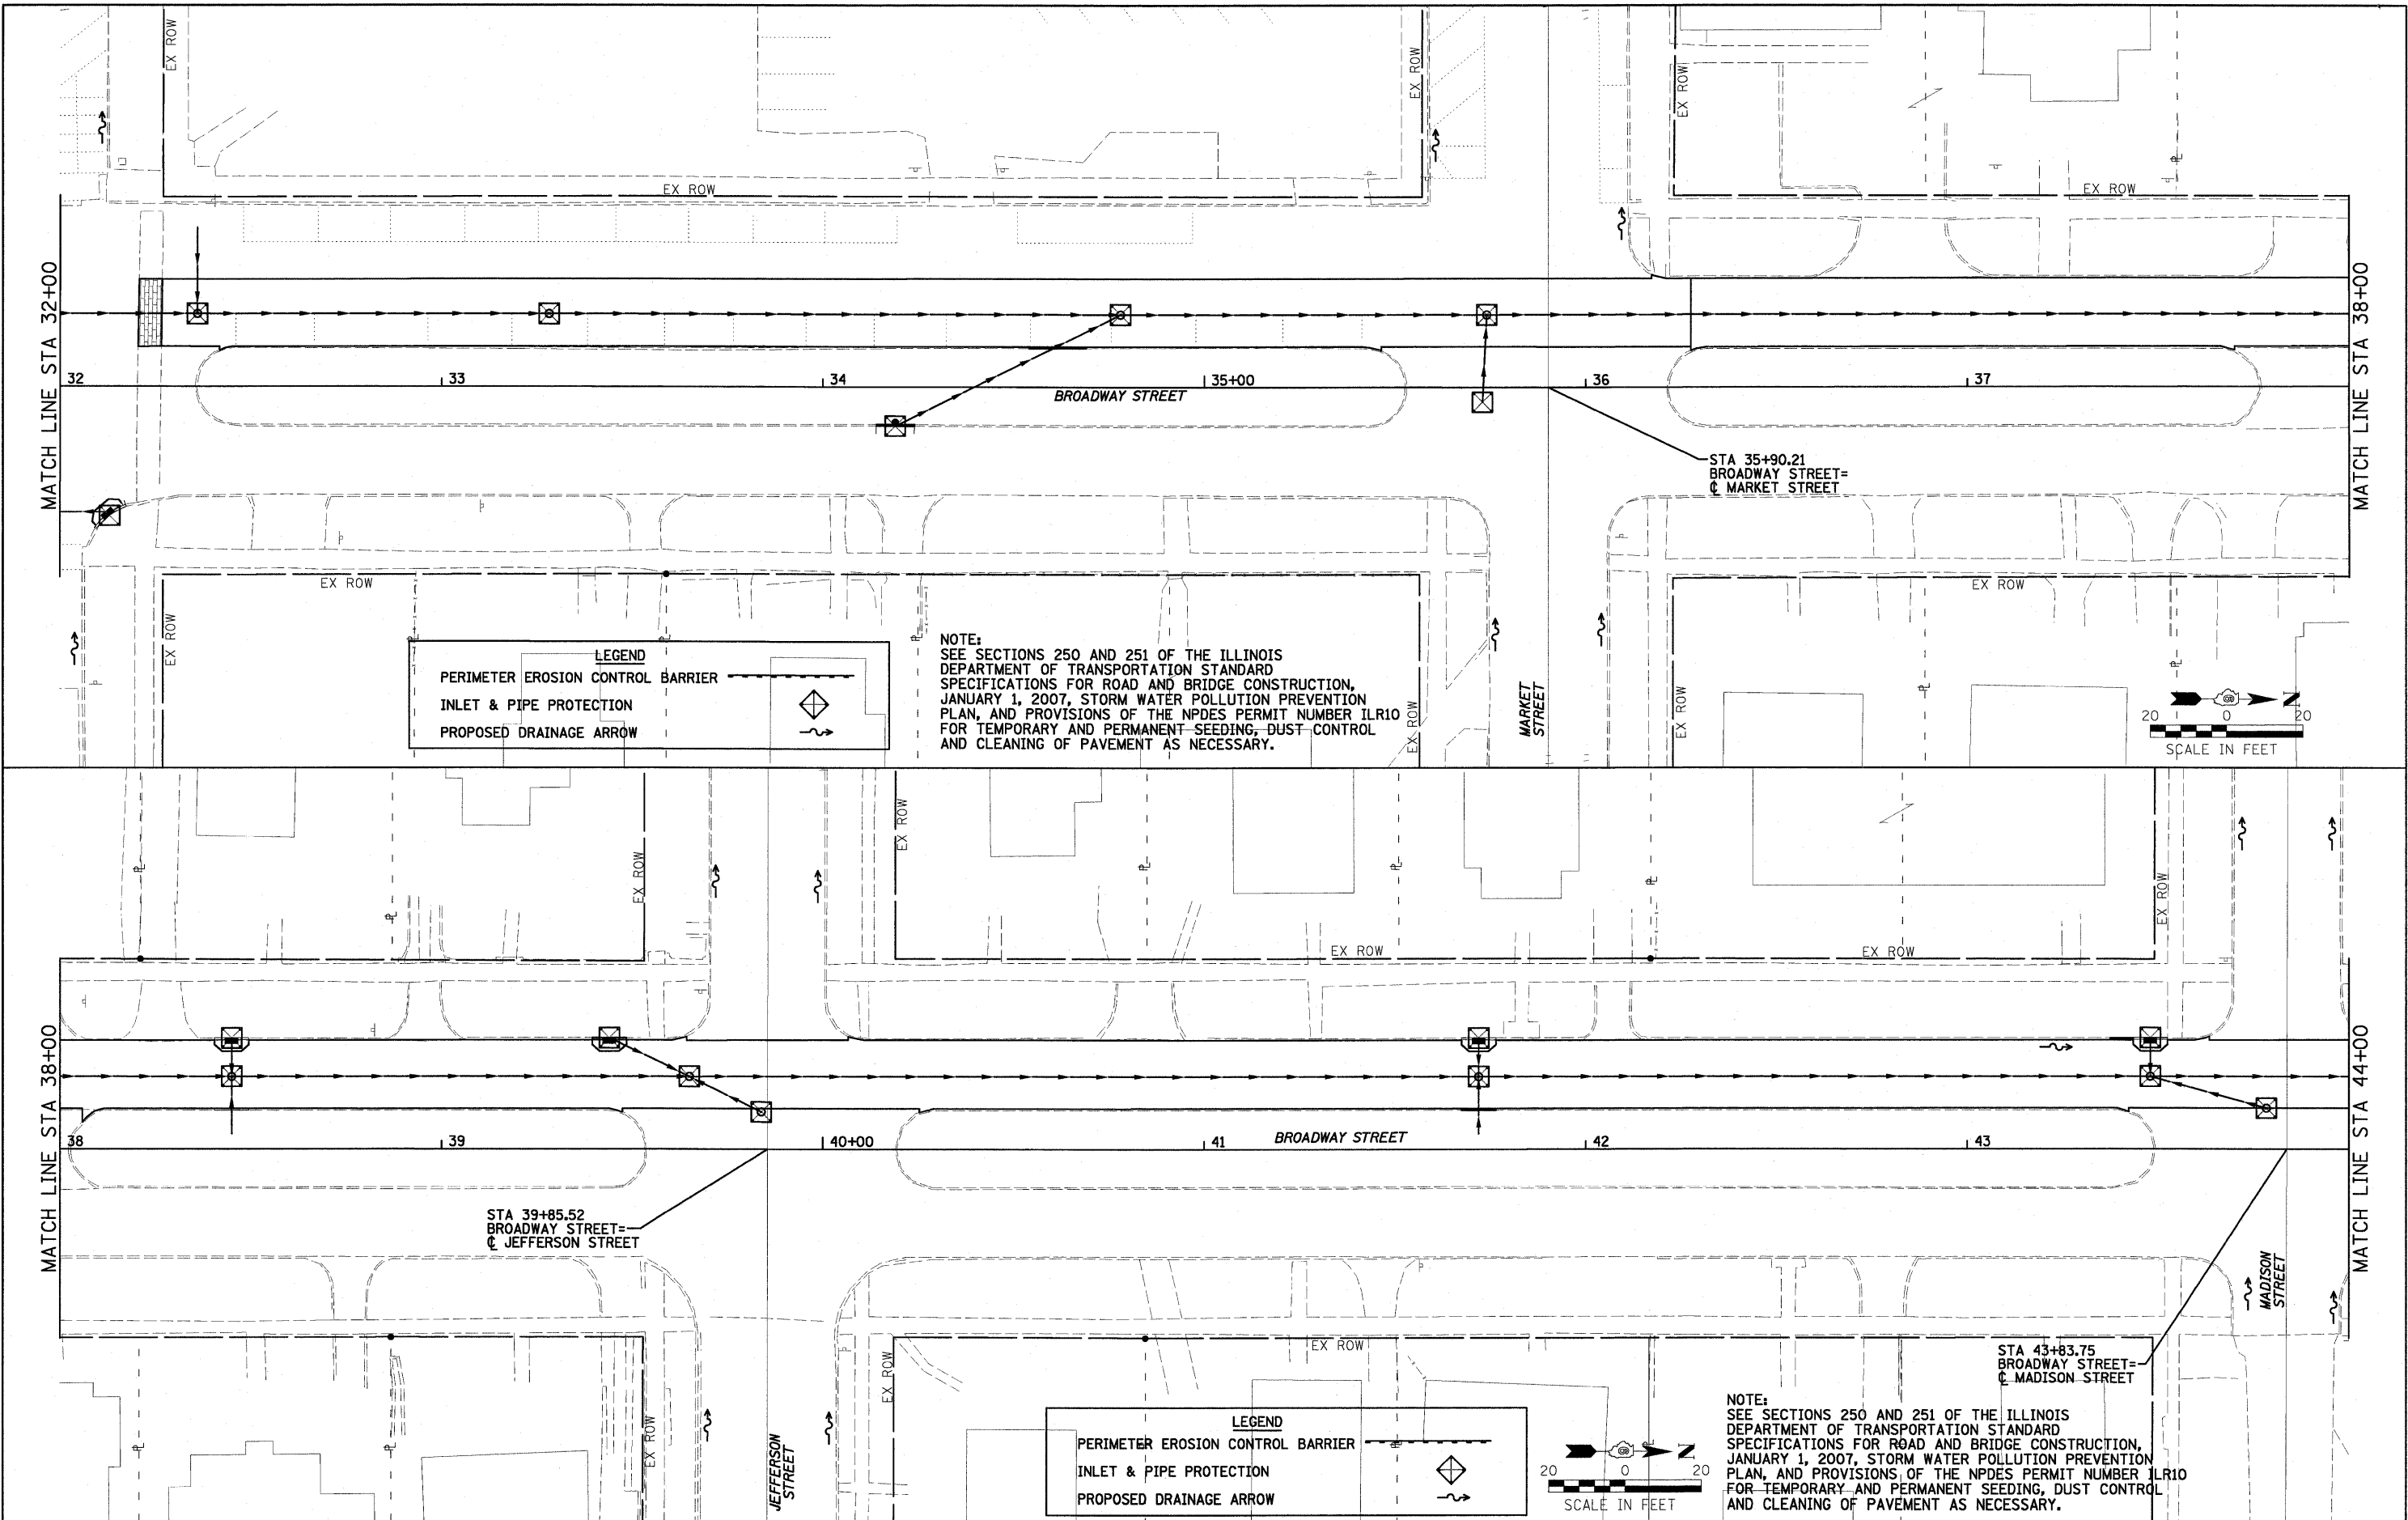 EX ROW
EX ROW
EX ROW
EX ROW
EX ROW
MATCH LINE STA 32+00
MATCH LINE STA 38+00
32
33
34
35+00
36
37
BROADWAY STREET
STA 35+90.21
BROADWAY STREET=
℄ MARKET STREET
EX ROW
EX ROW
EX ROW
EX ROW
EX ROW
LEGEND
PERIMETER EROSION CONTROL BARRIER
INLET & PIPE PROTECTION
PROPOSED DRAINAGE ARROW
NOTE:
SEE SECTIONS 250 AND 251 OF THE ILLINOIS
DEPARTMENT OF TRANSPORTATION STANDARD
SPECIFICATIONS FOR ROAD AND BRIDGE CONSTRUCTION,
JANUARY 1, 2007, STORM WATER POLLUTION PREVENTION
PLAN, AND PROVISIONS OF THE NPDES PERMIT NUMBER ILR10
FOR TEMPORARY AND PERMANENT SEEDING, DUST CONTROL
AND CLEANING OF PAVEMENT AS NECESSARY.
MARKET
STREET
Z
20 0 20
SCALE IN FEET
EX ROW
EX ROW
EX ROW
EX ROW
EX ROW
MATCH LINE STA 38+00
MATCH LINE STA 44+00
38
39
40+00
41
42
43
BROADWAY STREET
STA 39+85.52
BROADWAY STREET=
℄ JEFFERSON STREET
MADISON
STREET
EX ROW
EX ROW
EX ROW
STA 43+83.75
BROADWAY STREET=
℄ MADISON STREET
JEFFERSON
STREET
LEGEND
PERIMETER EROSION CONTROL BARRIER
INLET & PIPE PROTECTION
PROPOSED DRAINAGE ARROW
Z
20 0 20
SCALE IN FEET
NOTE:
SEE SECTIONS 250 AND 251 OF THE ILLINOIS
DEPARTMENT OF TRANSPORTATION STANDARD
SPECIFICATIONS FOR ROAD AND BRIDGE CONSTRUCTION,
JANUARY 1, 2007, STORM WATER POLLUTION PREVENTION
PLAN, AND PROVISIONS OF THE NPDES PERMIT NUMBER ILR10
FOR TEMPORARY AND PERMANENT SEEDING, DUST CONTROL
AND CLEANING OF PAVEMENT AS NECESSARY.